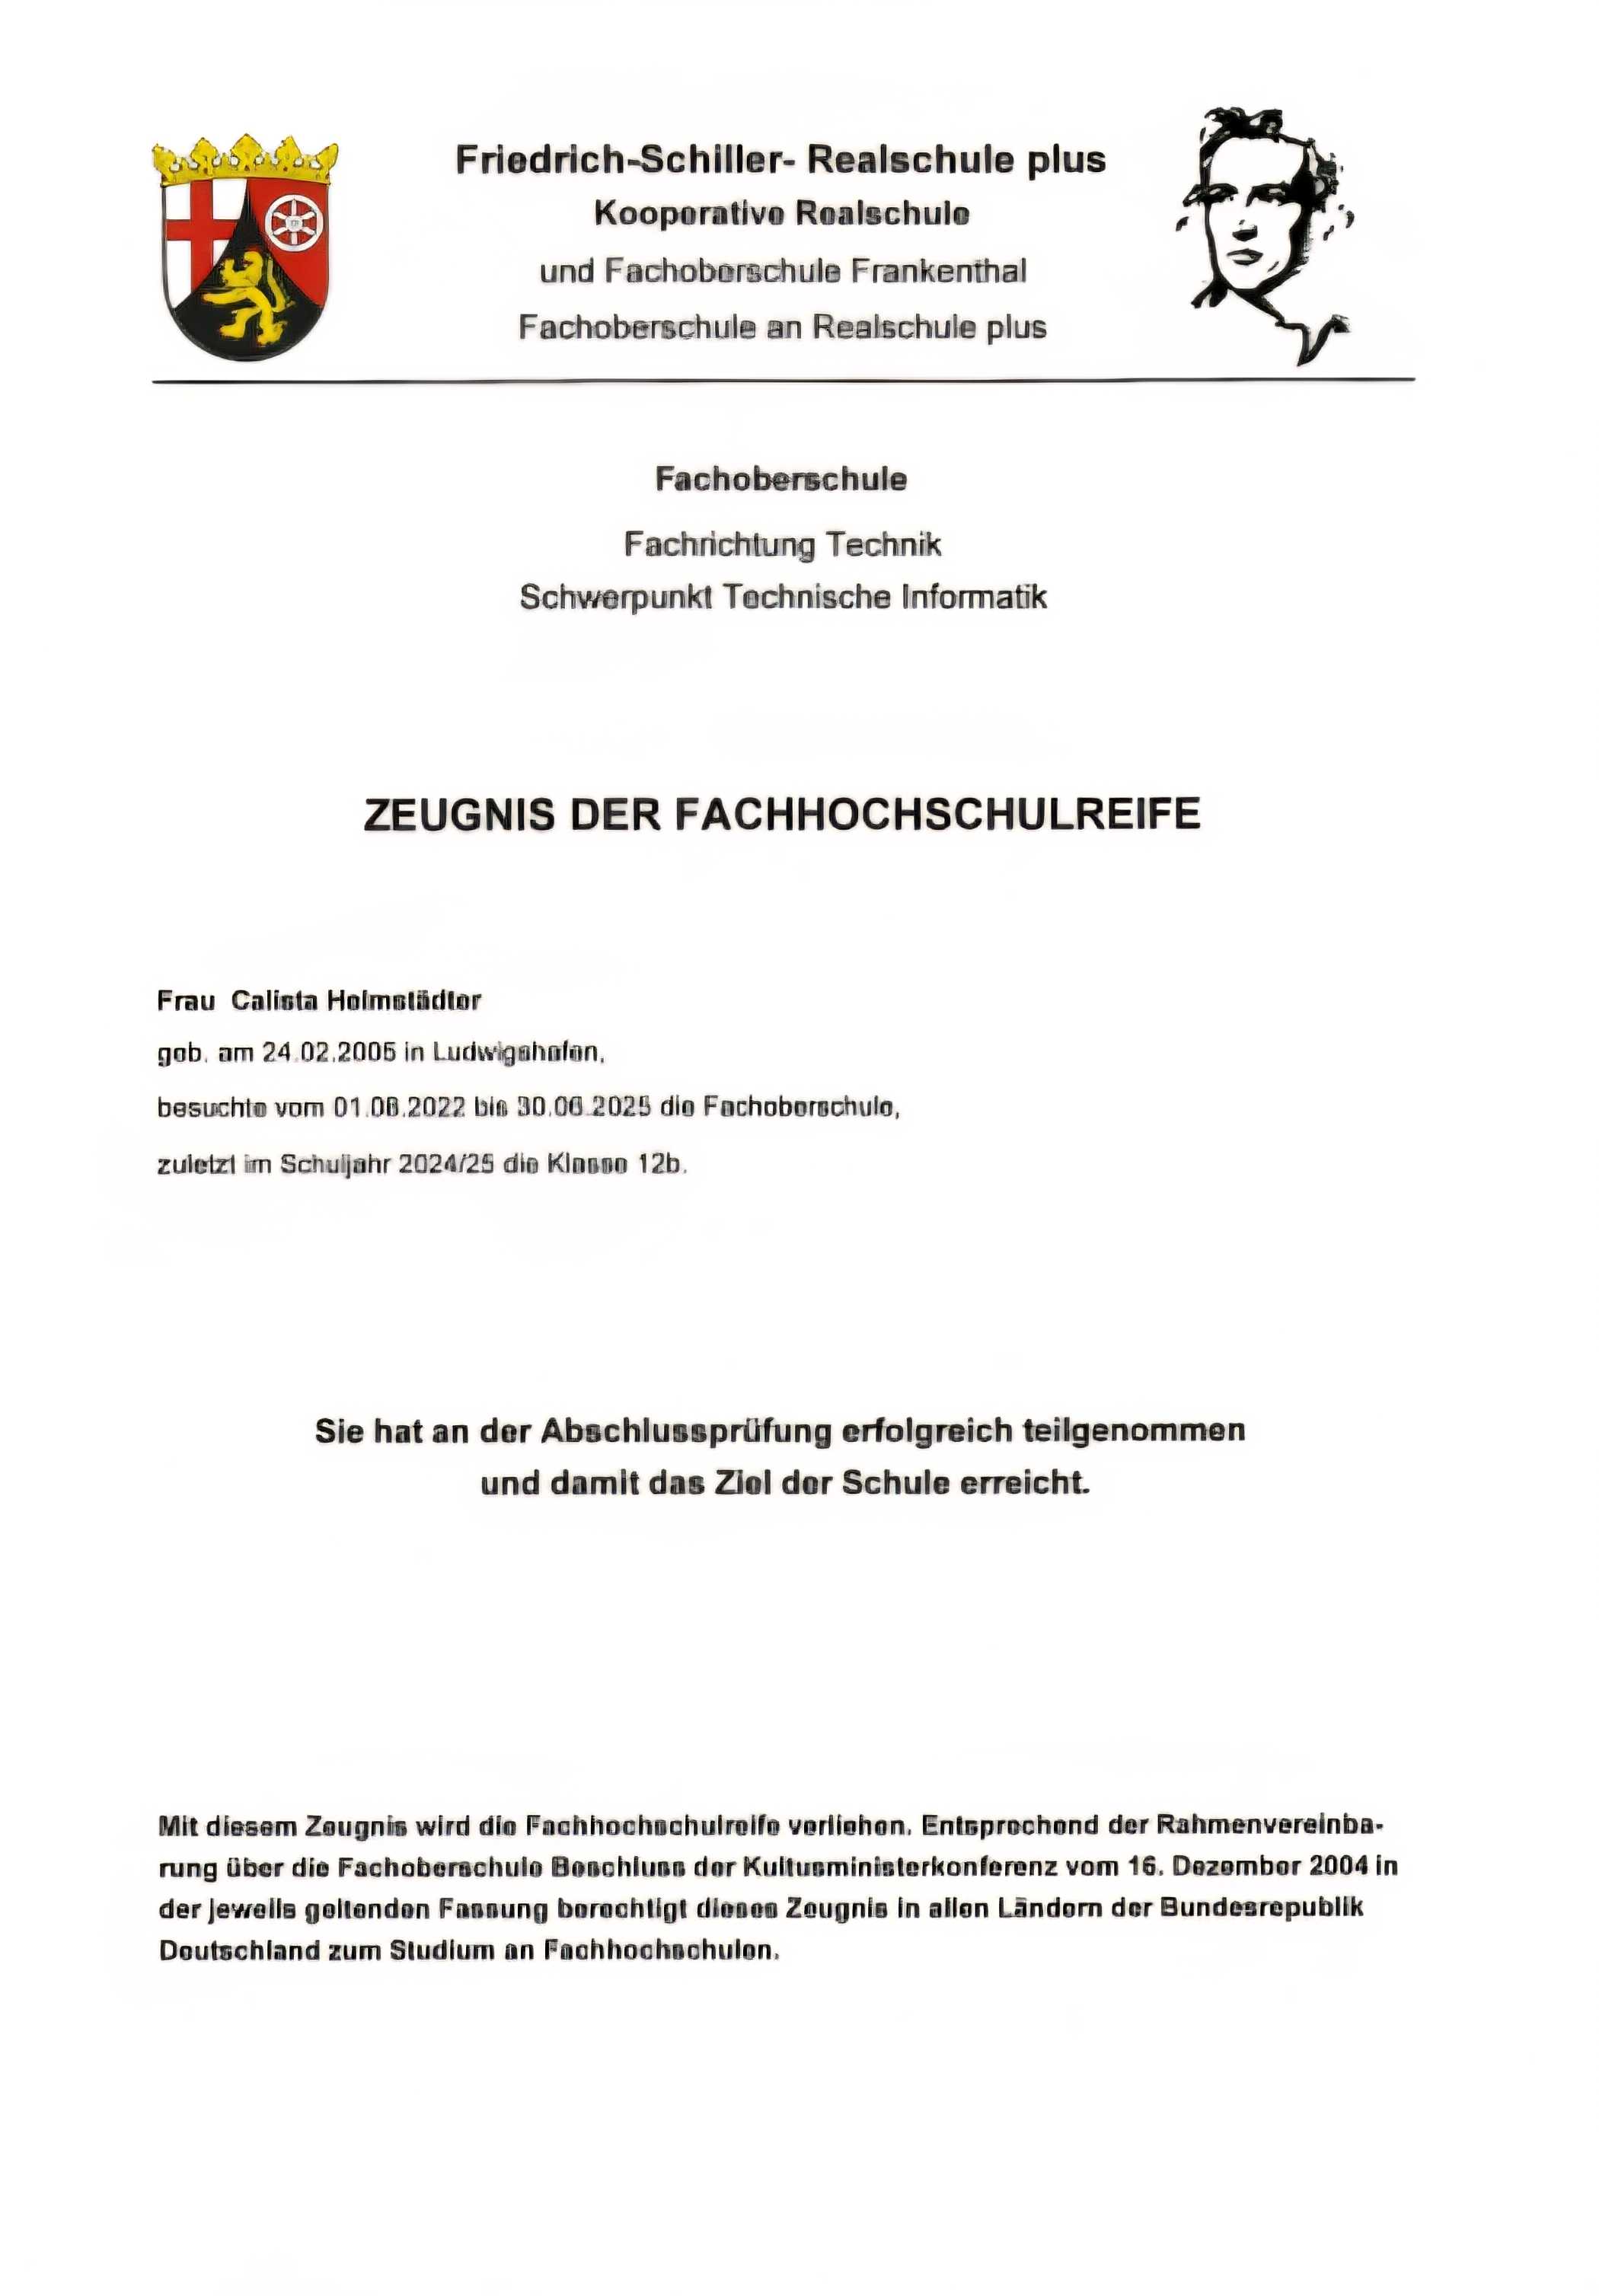 Friedrich-Schiller- Realschule plus
Kooperative Realschule
und Fachoberschule Frankenthal
Fachoberschule an Realschule plus
Fachoberschule
Fachrichtung Technik
Schwerpunkt Technische Informatik
ZEUGNIS DER FACHHOCHSCHULREIFE
Frau Calista Helmstädter
geb. am 24.02.2005 in Ludwigshafen,
besuchte vom 01.08.2022 bis 30.06.2025 die Fachoberschule,
zuletzt im Schuljahr 2024/25 die Klasse 12b.
Sie hat an der Abschlussprüfung erfolgreich teilgenommen
und damit das Ziel der Schule erreicht.
Mit diesem Zeugnis wird die Fachhochschulreife verliehen. Entsprechend der Rahmenvereinba-
rung über die Fachoberschule Beschluss der Kultusministerkonferenz vom 16. Dezember 2004 in
der jeweils geltenden Fassung berechtigt dieses Zeugnis in allen Ländern der Bundesrepublik
Deutschland zum Studium an Fachhochschulen.